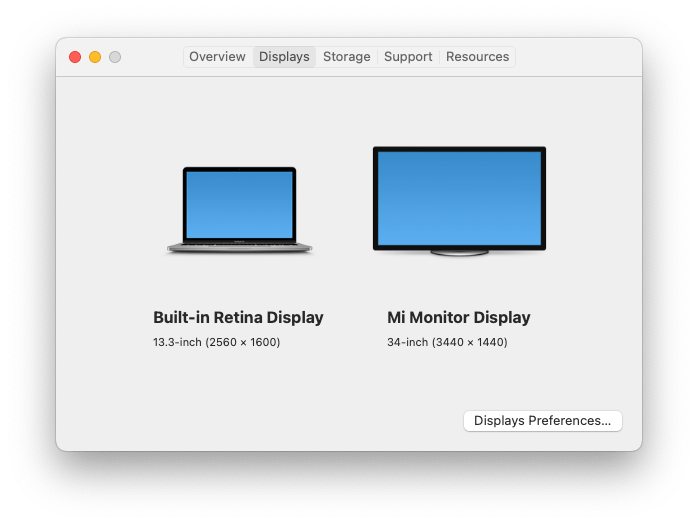 Overview Displays Storage Support Resources
Built-in Retina Display
13.3-inch (2560 × 1600)
Mi Monitor Display
34-inch (3440 × 1440)
Displays Preferences...